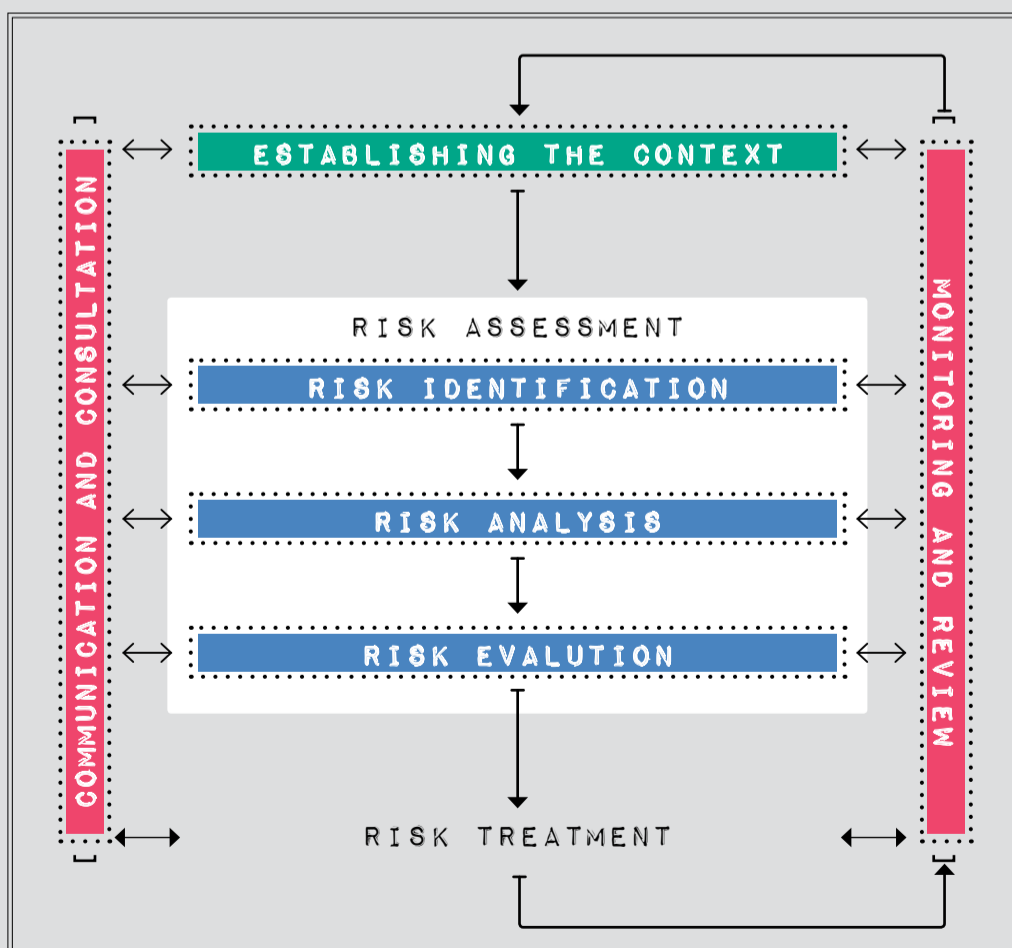 ESTABLISHING THE CONTEXT
COMMUNICATION AND CONSULTATION
RISK ASSESSMENT
RISK IDENTIFICATION
RISK ANALYSIS
RISK EVALUTION
MONITORING AND REVIEW
RISK TREATMENT